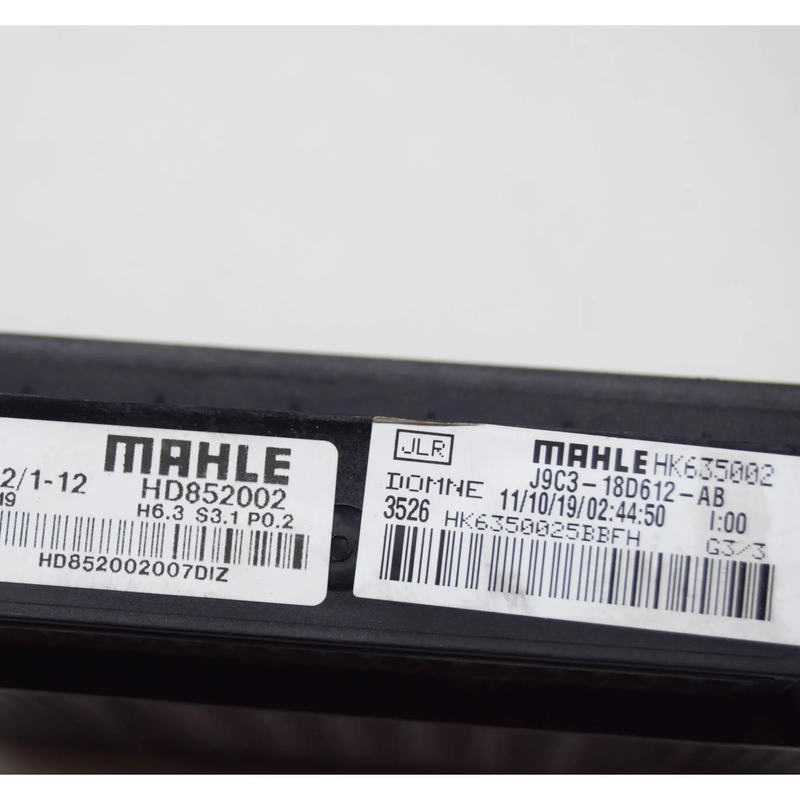 MAHLE
2/1-12
HD852002
H6.3 S3.1 P0.2
HD852002007DIZ
JLR
MAHLE HK635002
DOMNE
J9C3-18D612-AB
3526
11/10/19/02:44:50
I:00
HK6350025BBFH
G3/3